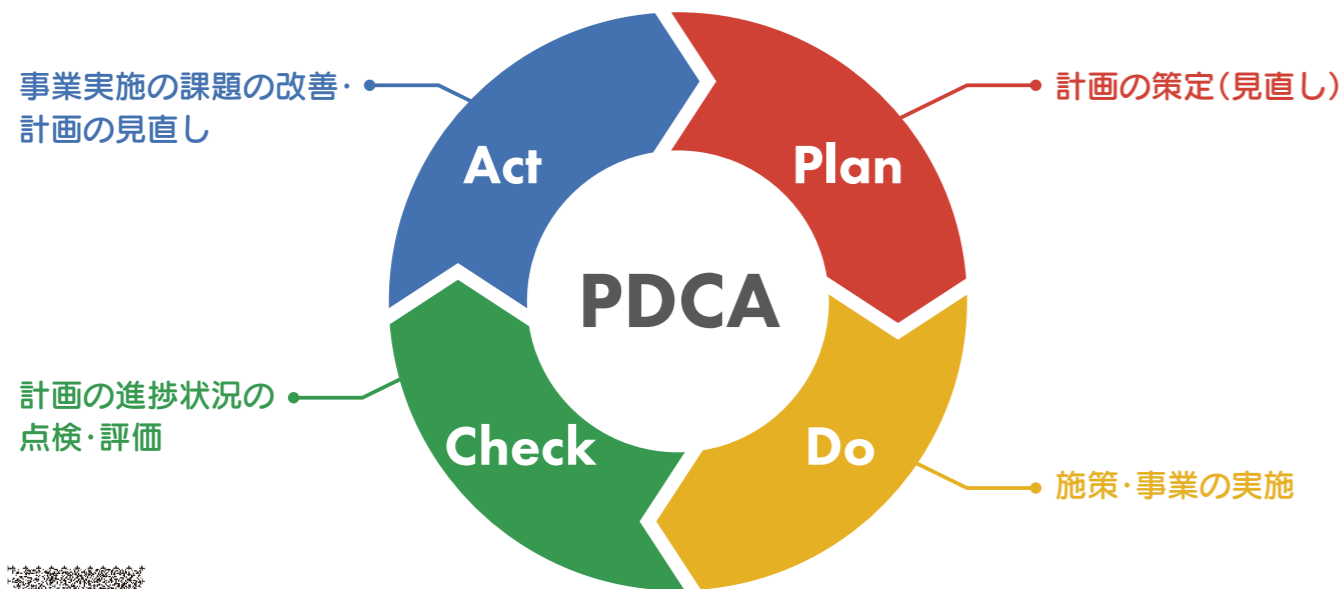 事業実施の課題の改善・
計画の見直し
計画の策定(見直し)
Act
Plan
PDCA
計画の進捗状況の
点検・評価
Check
Do
施策・事業の実施